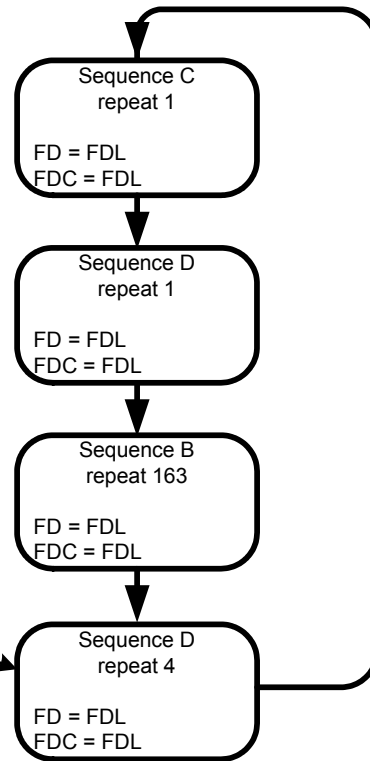 Sequence C
repeat 1
FD = FDL
FDC = FDL
Sequence D
repeat 1
FD = FDL
FDC = FDL
Sequence B
repeat 163
FD = FDL
FDC = FDL
Sequence D
repeat 4
FD = FDL
FDC = FDL